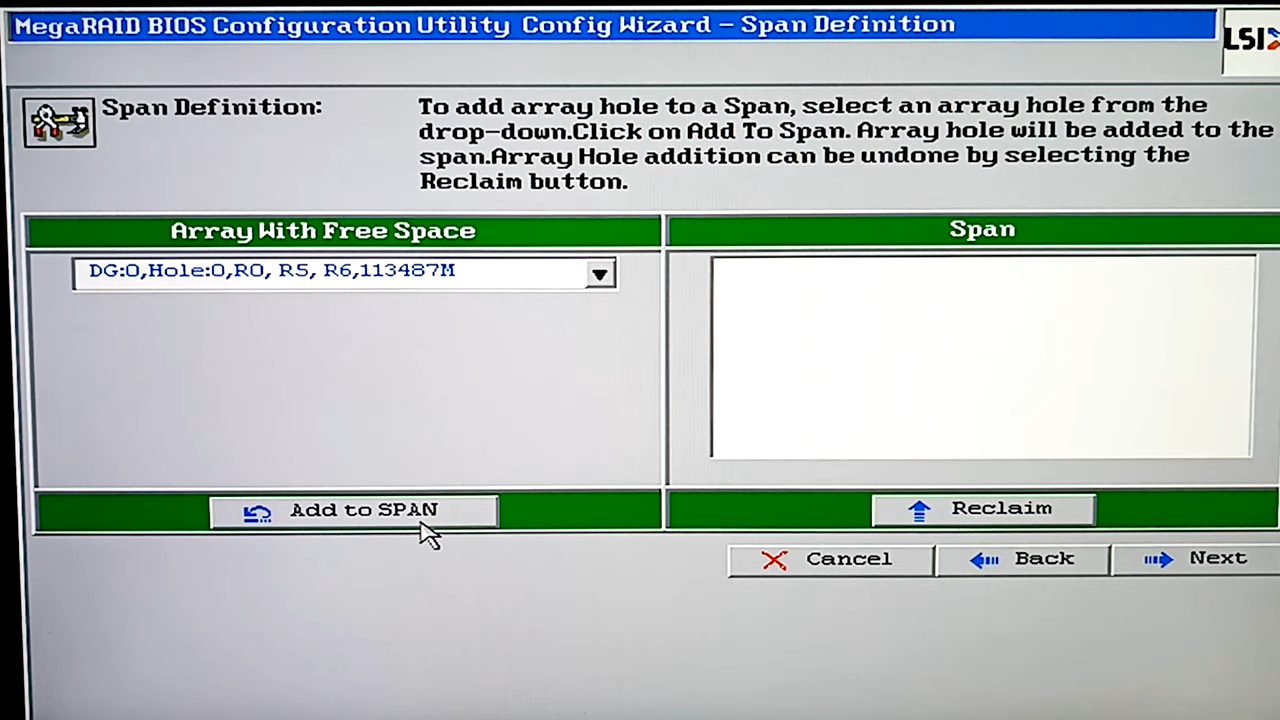 MegaRAID BIOS Configuration Utility Config Wizard – Span Definition
LSI
Span Definition:
To add array hole to a Span, select an array hole from the
drop–down.Click on Add To Span. Array hole will be added to the
span.Array Hole addition can be undone by selecting the
Reclaim button.
Array With Free Space
Span
DG:0,Hole:0,R0, R5, R6,113487M
Add to SPAN
Reclaim
Cancel
Back
Next